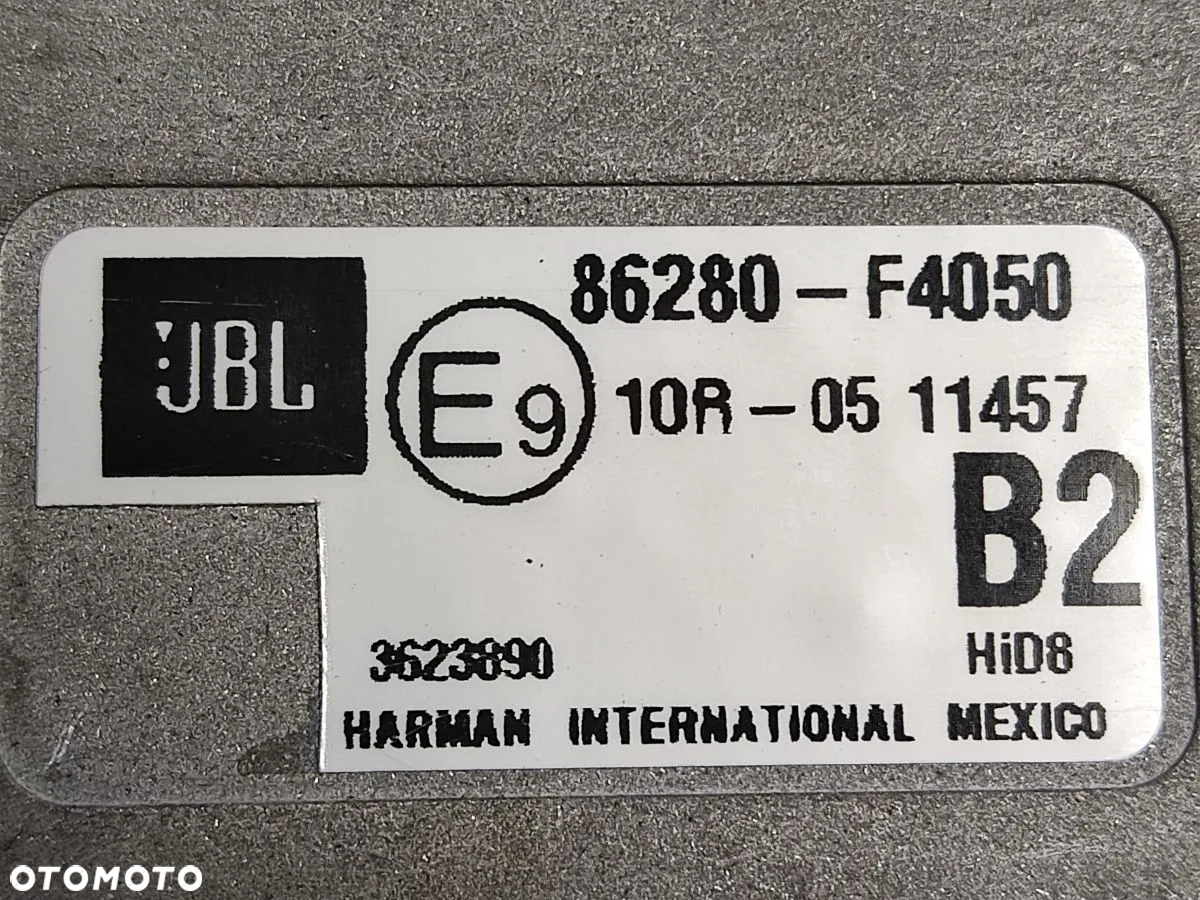 JBL
E9
86280-F4050
10R-05 11457
B2
3623890
HiD8
HARMAN INTERNATIONAL MEXICO
OTOMOTO